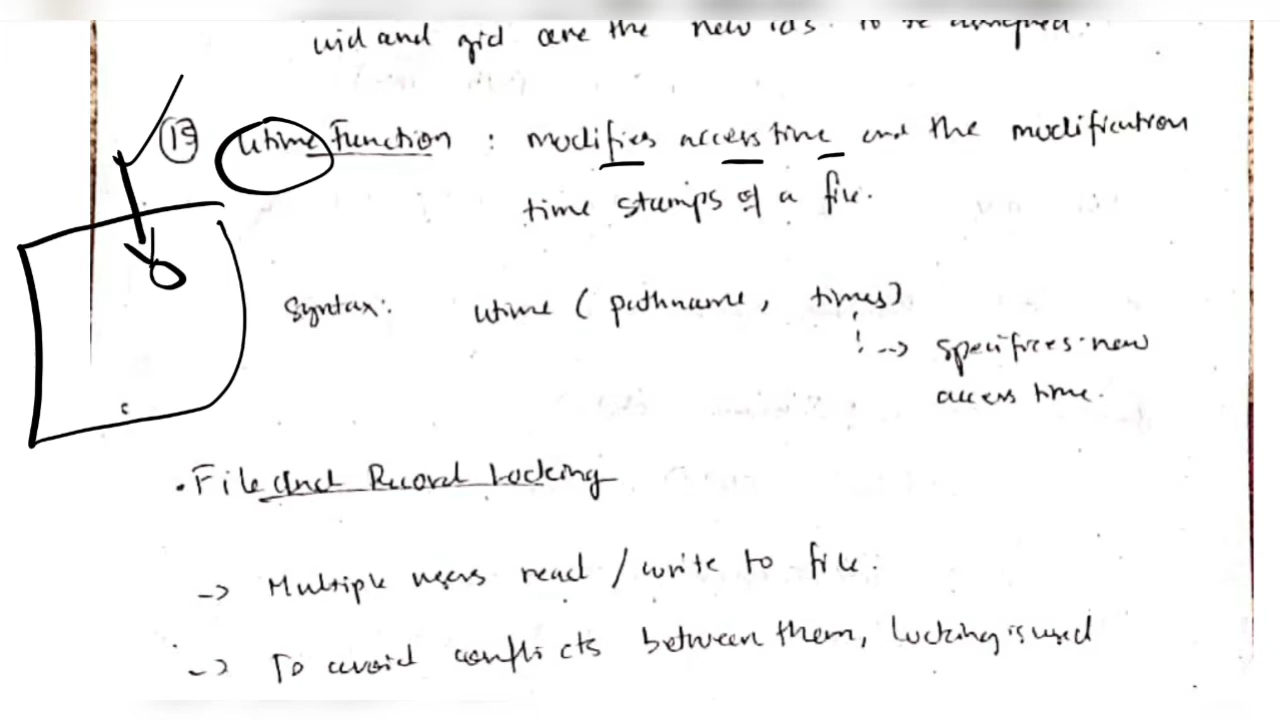 uid and gid are the new ids. to be assigned.
13 Utime Function : modifies access time and the modification
time stamps of a file.
Syntax: utime ( pathname, times)
--> specifies new
access time.
• File and Record Locking
-> Multiple users read / write to file.
-> To avoid conflicts between them, locking is used